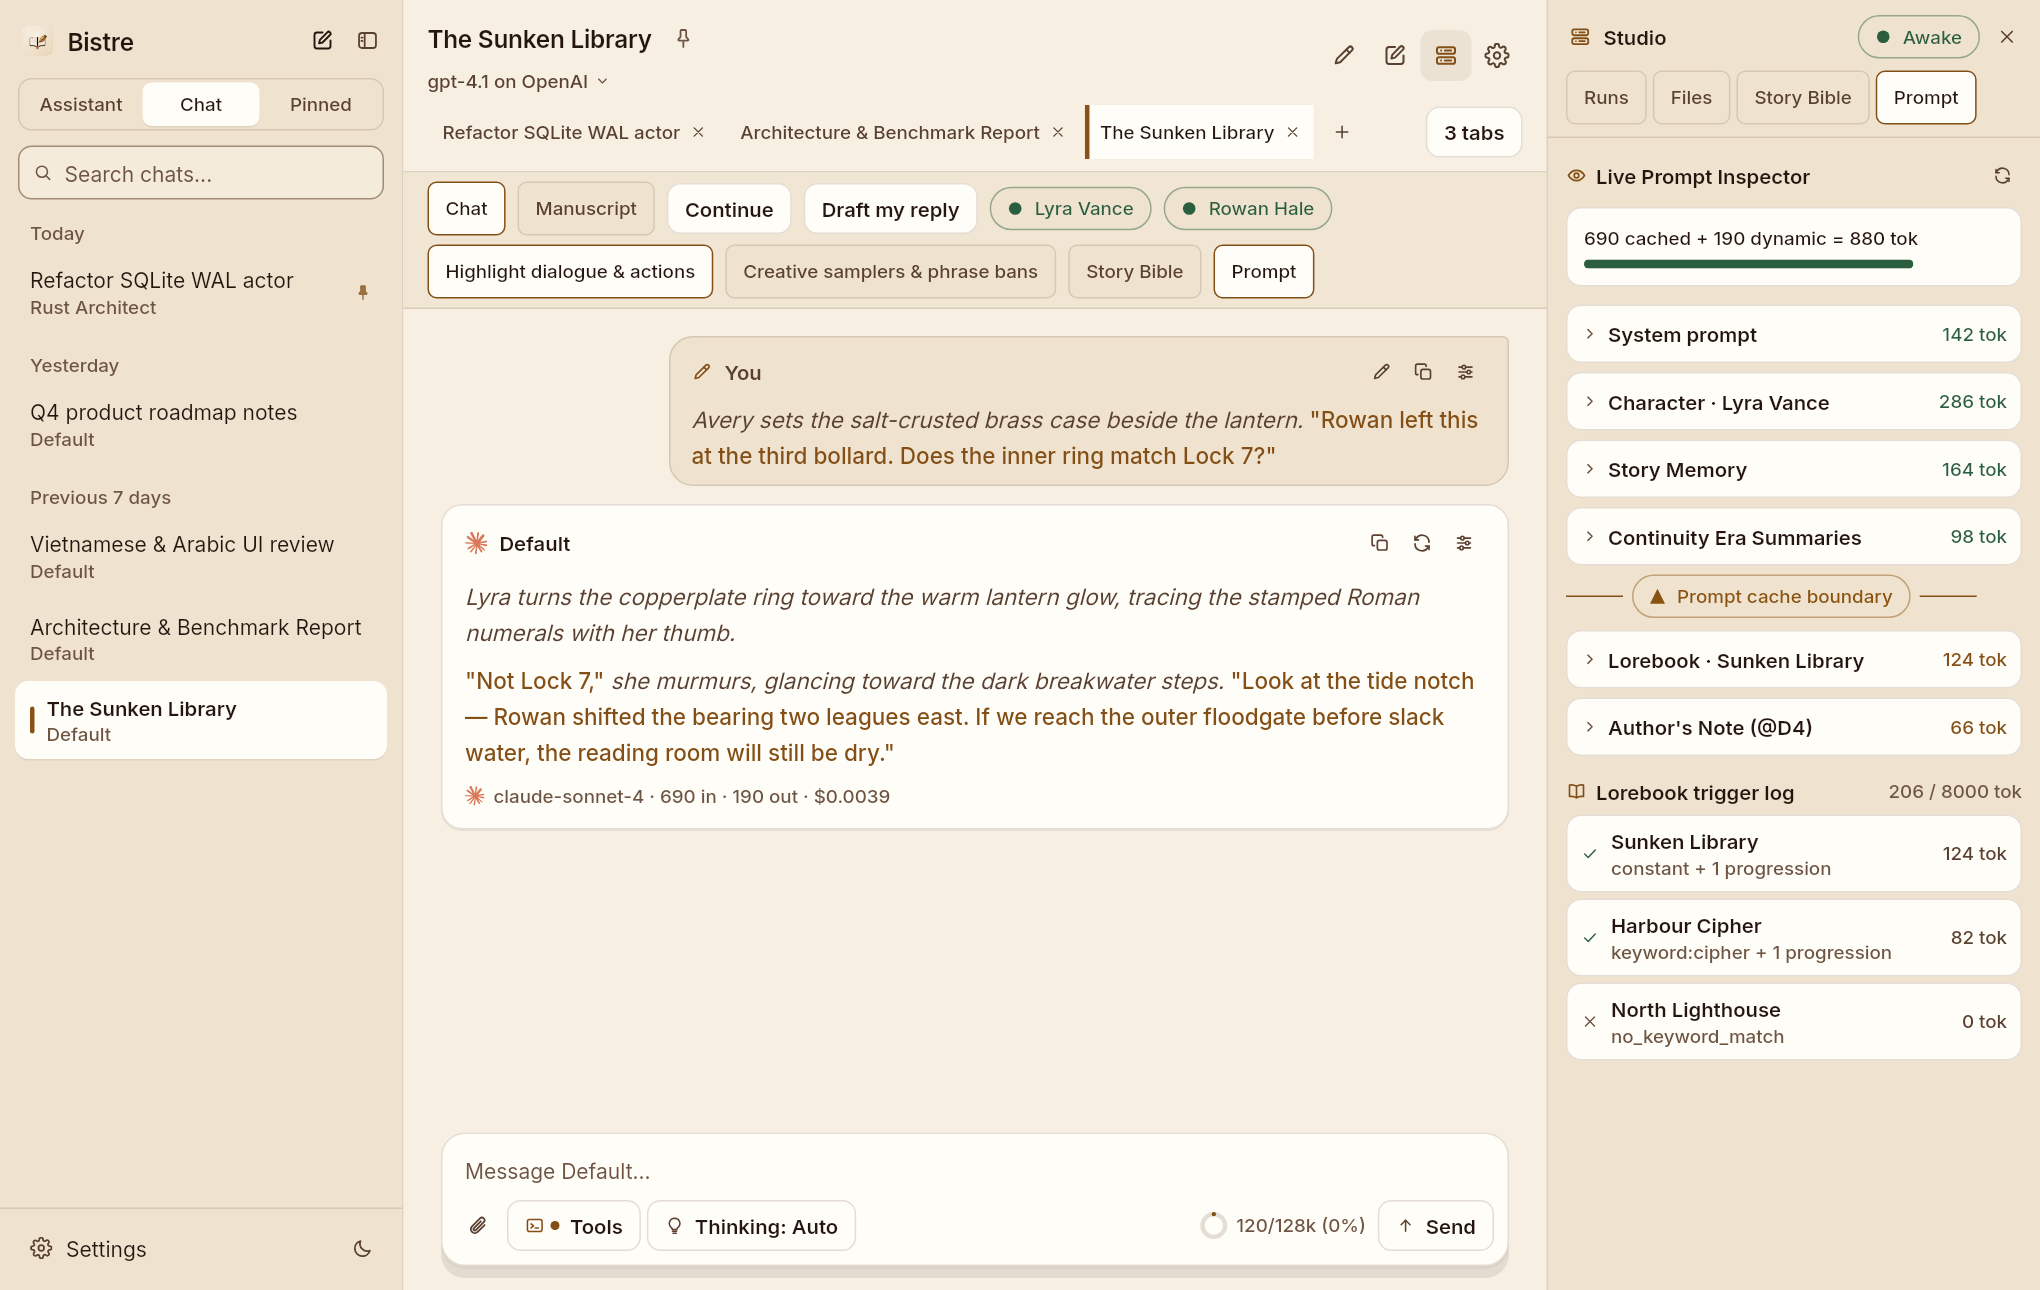 Bistre
Assistant
Chat
Pinned
Search chats...
Today
Refactor SQLite WAL actor
Rust Architect
Yesterday
Q4 product roadmap notes
Default
Previous 7 days
Vietnamese & Arabic UI review
Default
Architecture & Benchmark Report
Default
The Sunken Library
Default
Settings
The Sunken Library
gpt-4.1 on OpenAI
Refactor SQLite WAL actor
Architecture & Benchmark Report
The Sunken Library
3 tabs
Chat
Manuscript
Continue
Draft my reply
Lyra Vance
Rowan Hale
Highlight dialogue & actions
Creative samplers & phrase bans
Story Bible
Prompt
You
Avery sets the salt-crusted brass case beside the lantern. "Rowan left this
at the third bollard. Does the inner ring match Lock 7?"
Default
Lyra turns the copperplate ring toward the warm lantern glow, tracing the stamped Roman
numerals with her thumb.
"Not Lock 7," she murmurs, glancing toward the dark breakwater steps. "Look at the tide notch
— Rowan shifted the bearing two leagues east. If we reach the outer floodgate before slack
water, the reading room will still be dry."
claude-sonnet-4 · 690 in · 190 out · $0.0039
Message Default...
Tools
Thinking: Auto
120/128k (0%)
Send
Studio
Awake
Runs
Files
Story Bible
Prompt
Live Prompt Inspector
690 cached + 190 dynamic = 880 tok
System prompt
142 tok
Character · Lyra Vance
286 tok
Story Memory
164 tok
Continuity Era Summaries
98 tok
Prompt cache boundary
Lorebook · Sunken Library
124 tok
Author's Note (@D4)
66 tok
Lorebook trigger log
206 / 8000 tok
Sunken Library
constant + 1 progression
124 tok
Harbour Cipher
keyword:cipher + 1 progression
82 tok
North Lighthouse
no_keyword_match
0 tok